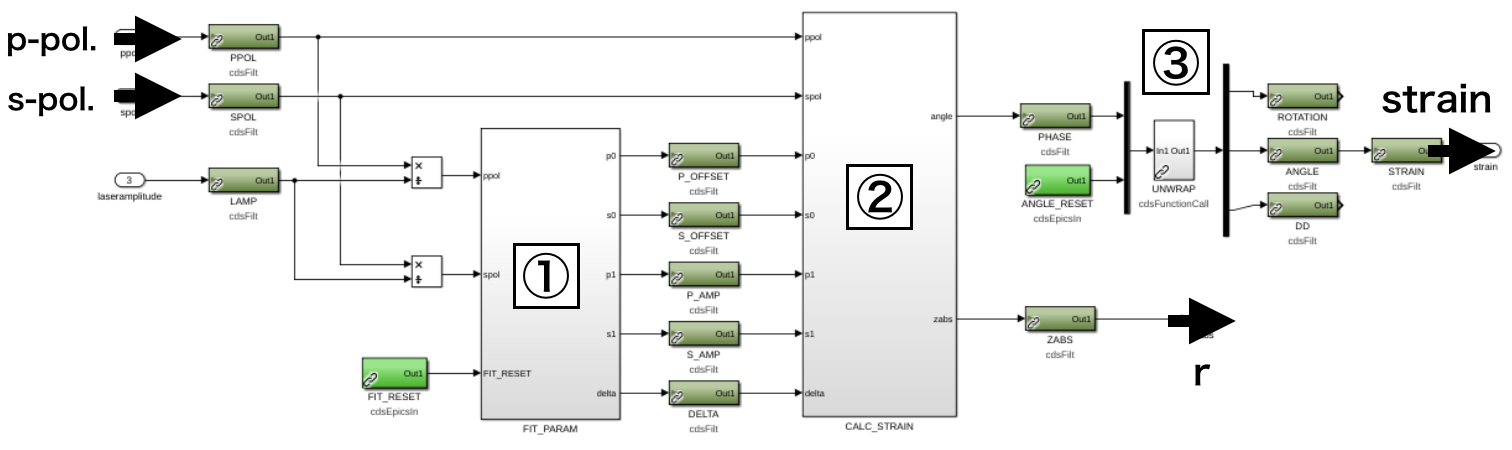 p-pol.
Out1
PPOL
cdsFilt
s-pol.
Out1
SPOL
cdsFilt
3
laseramplitude
Out1
LAMP
cdsFilt
×
÷
×
÷
Out1
FIT_RESET
cdsEpicsIn
ppol
spol
FIT_RESET
①
p0
s0
p1
s1
delta
FIT_PARAM
Out1
P_OFFSET
cdsFilt
Out1
S_OFFSET
cdsFilt
Out1
P_AMP
cdsFilt
Out1
S_AMP
cdsFilt
Out1
DELTA
cdsFilt
ppol
spol
p0
s0
p1
s1
delta
②
angle
zabs
CALC_STRAIN
Out1
PHASE
cdsFilt
Out1
ANGLE_RESET
cdsEpicsIn
③
In1 Out1
UNWRAP
cdsFunctionCall
Out1
ROTATION
cdsFilt
Out1
ANGLE
cdsFilt
Out1
DD
cdsFilt
strain
STRAIN
cdsFilt
strain
Out1
ZABS
cdsFilt
r